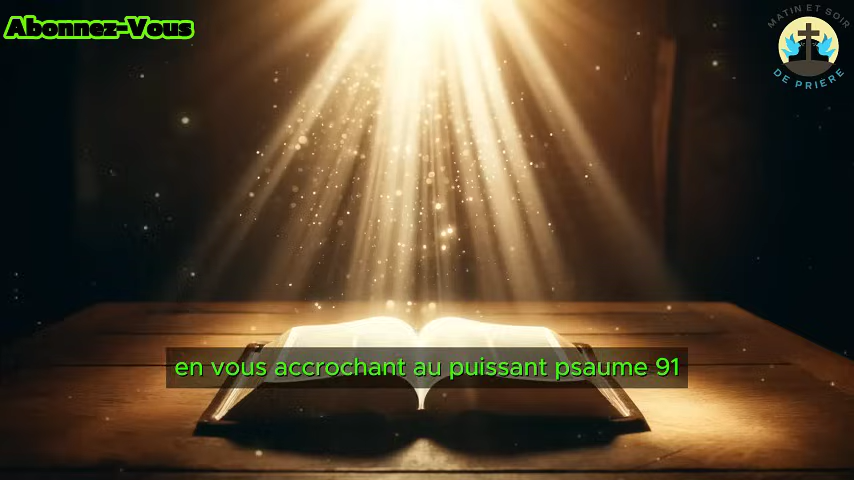 Abonnez-Vous
MATIN ET SOIR
DE PRIERE
en vous accrochant au puissant psaume 91